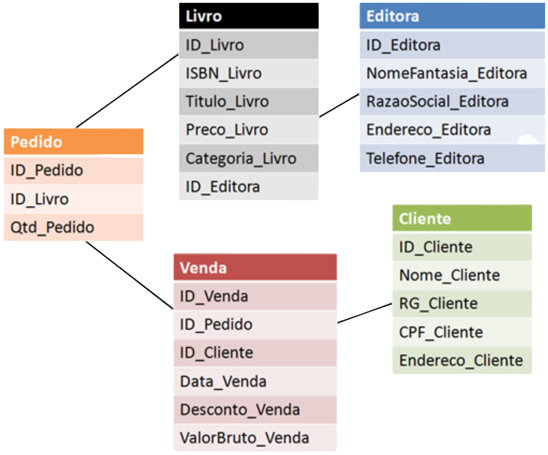 Livro
ID_Livro
ISBN_Livro
Titulo_Livro
Preco_Livro
Categoria_Livro
ID_Editora
Editora
ID_Editora
NomeFantasia_Editora
RazaoSocial_Editora
Endereco_Editora
Telefone_Editora
Pedido
ID_Pedido
ID_Livro
Qtd_Pedido
Venda
ID_Venda
ID_Pedido
ID_Cliente
Data_Venda
Desconto_Venda
ValorBruto_Venda
Cliente
ID_Cliente
Nome_Cliente
RG_Cliente
CPF_Cliente
Endereco_Cliente